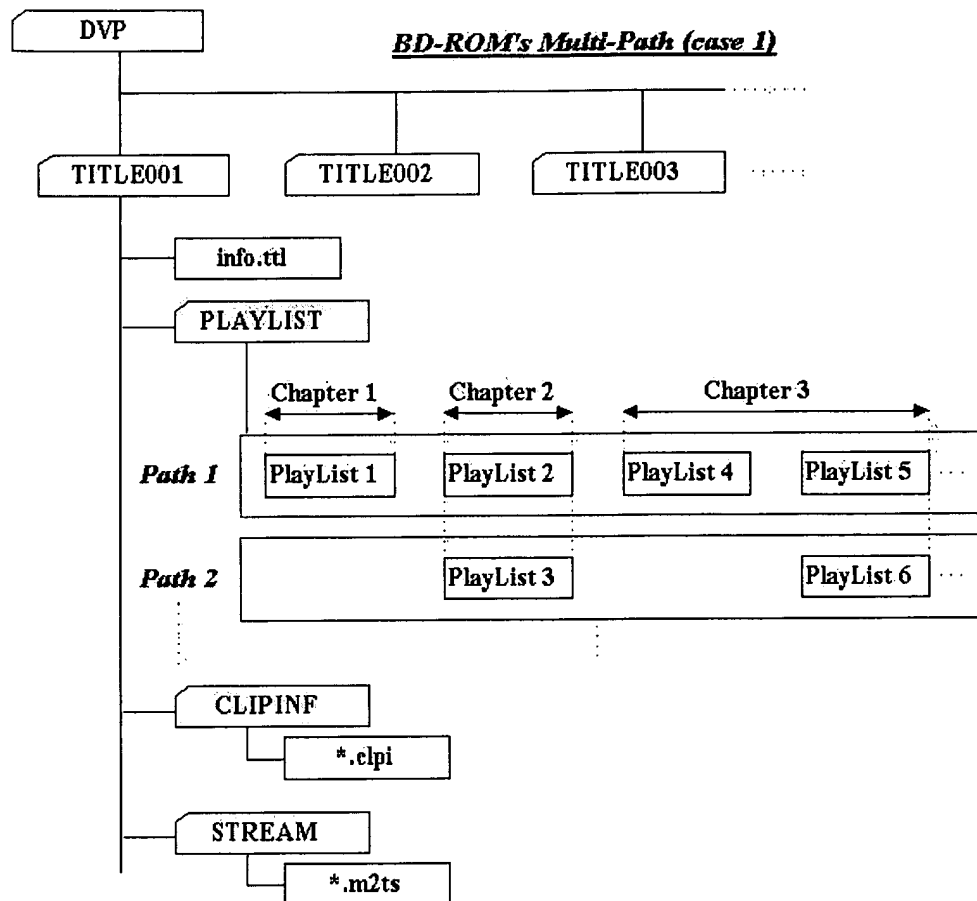 DVP
BD-ROM's Multi-Path (case 1)
TITLE001
TITLE002
TITLE003
info.ttl
PLAYLIST
Chapter 1
Chapter 2
Chapter 3
Path 1
PlayList 1
PlayList 2
PlayList 4
PlayList 5
Path 2
PlayList 3
PlayList 6
CLIPINF
*.clpi
STREAM
*.m2ts